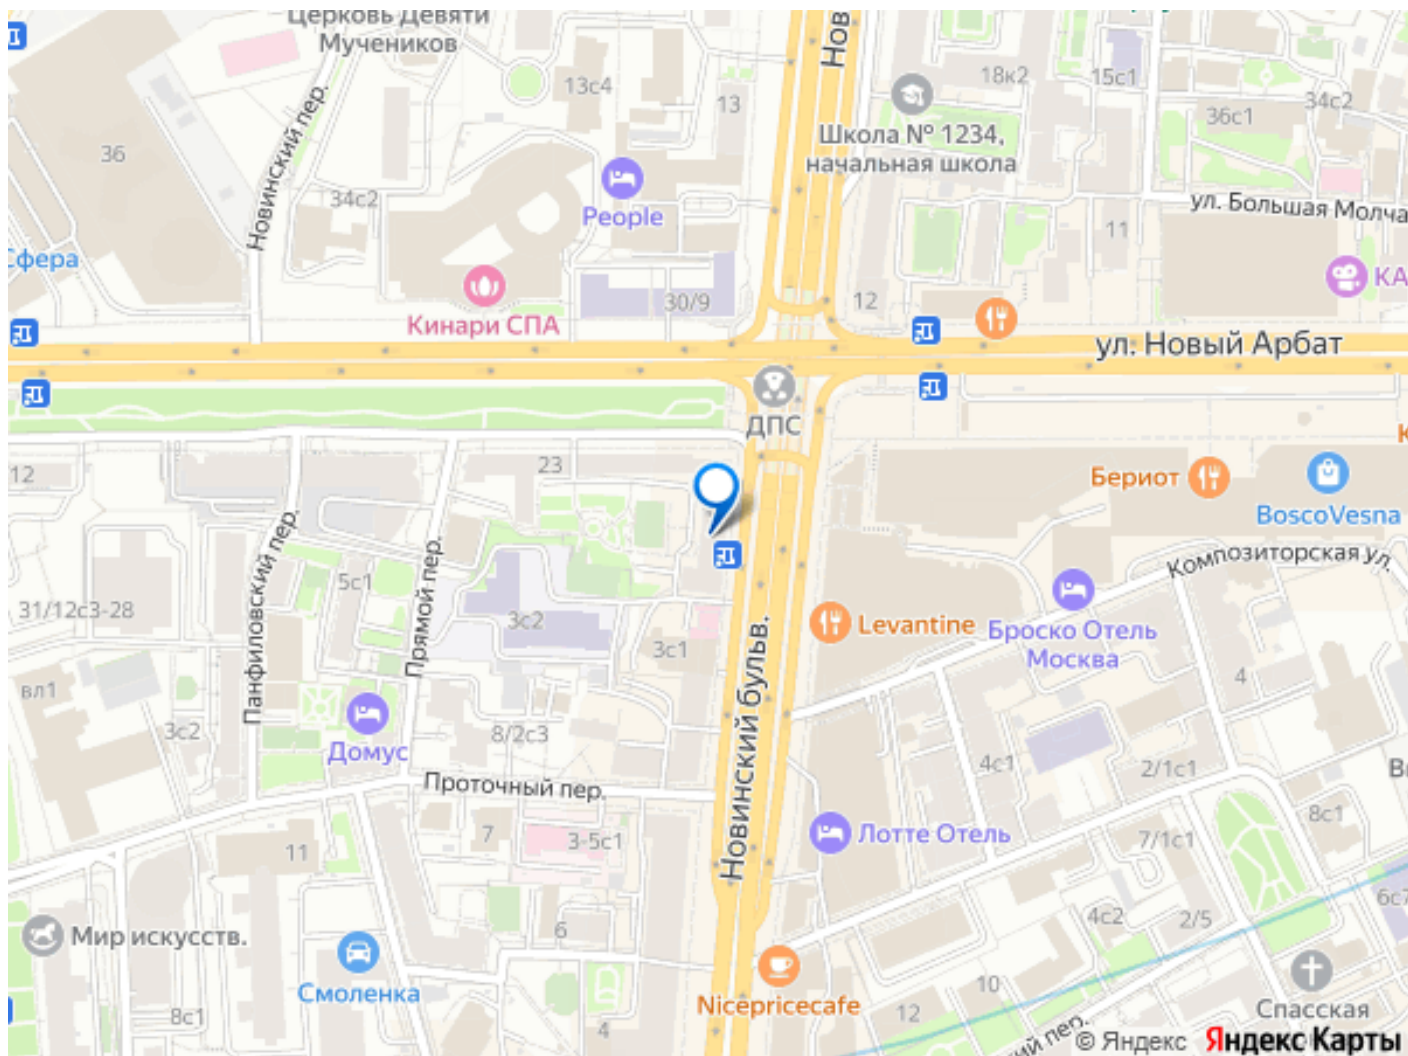 Церковь Девяти
Мучеников
Нов
13с4
13
18к2
15с1
34с2
36с1
36
Новинский пер.
Школа № 1234,
начальная школа
34с2
People
ул. Большая Молча
11
Сфера
КА
30/9
12
Кинари СПА
ул. Новый Арбат
ДПС
12
23
Бериот
BoscoVesna
Панфиловский пер.
Прямой пер.
Композиторская ул.
5с1
31/12с3-28
3с2
Levantine
Броско Отель
Москва
3с1
Новинский бульв.
4
вл1
3с2
Домус
8/2с3
4с1
2/1с1
Проточный пер.
8с1
7
3-5с1
Лотте Отель
7/1с1
11
6с7
4с2
2/5
Мир искусств.
6
Смоленка
Nicepricecafe
10
12
Спасская
8с1
4
ий пер.
© Яндекс
Яндекс Карты